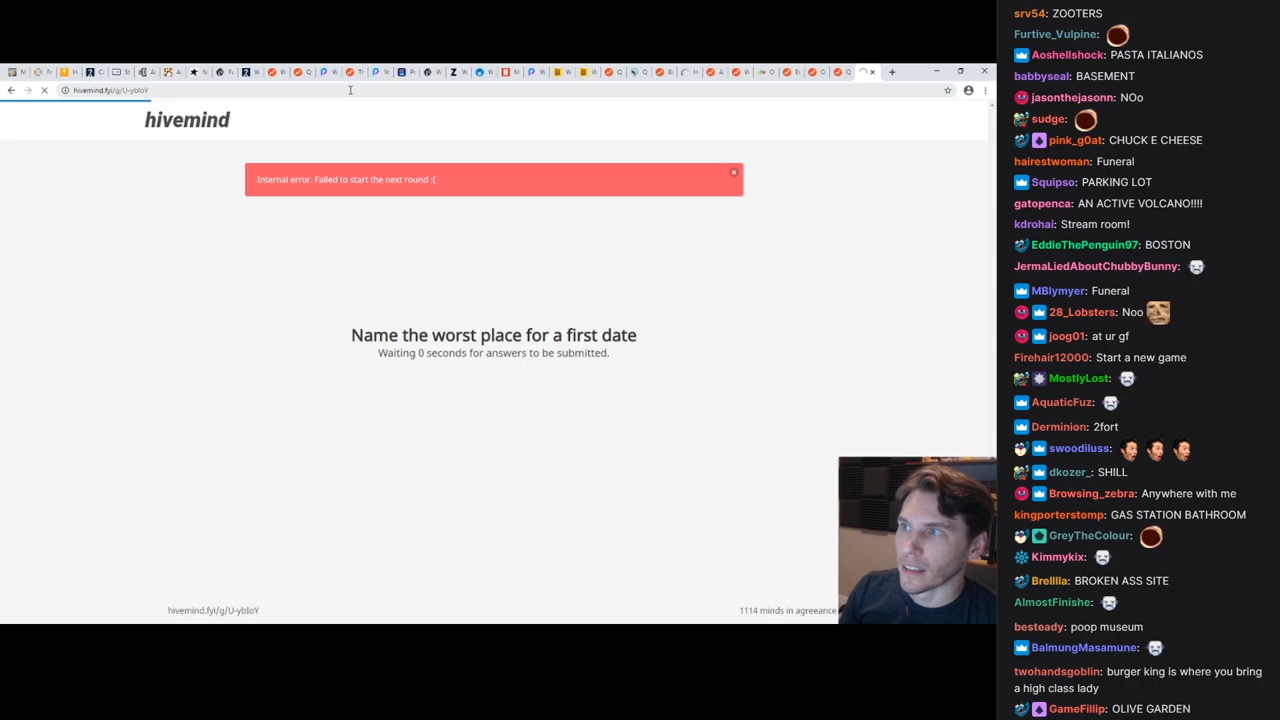 hivemind.fyi/g/U-ybIoY
hivemind
Internal error. Failed to start the next round :(
Name the worst place for a first date
Waiting 0 seconds for answers to be submitted.
hivemind.fyi/g/U-ybIoY
1114 minds in agreeance
srv54: ZOOTERS
Furtive_Vulpine:
Aoshellshock: PASTA ITALIANOS
babbyseal: BASEMENT
jasonthejasonn: NOo
sudge:
pink_g0at: CHUCK E CHEESE
hairestwoman: Funeral
Squipso: PARKING LOT
gatopenca: AN ACTIVE VOLCANO!!!!
kdrohai: Stream room!
EddieThePenguin97: BOSTON
JermaLiedAboutChubbyBunny:
MBlymyer: Funeral
28_Lobsters: Noo
joog01: at ur gf
Firehair12000: Start a new game
MostlyLost:
AquaticFuz:
Derminion: 2fort
swoodiluss:
dkozer_: SHILL
Browsing_zebra: Anywhere with me
kingporterstomp: GAS STATION BATHROOM
GreyTheColour:
Kimmykix:
Brelllla: BROKEN ASS SITE
AlmostFinishe:
besteady: poop museum
BalmungMasamune:
twohandsgoblin: burger king is where you bring
a high class lady
GameFillip: OLIVE GARDEN